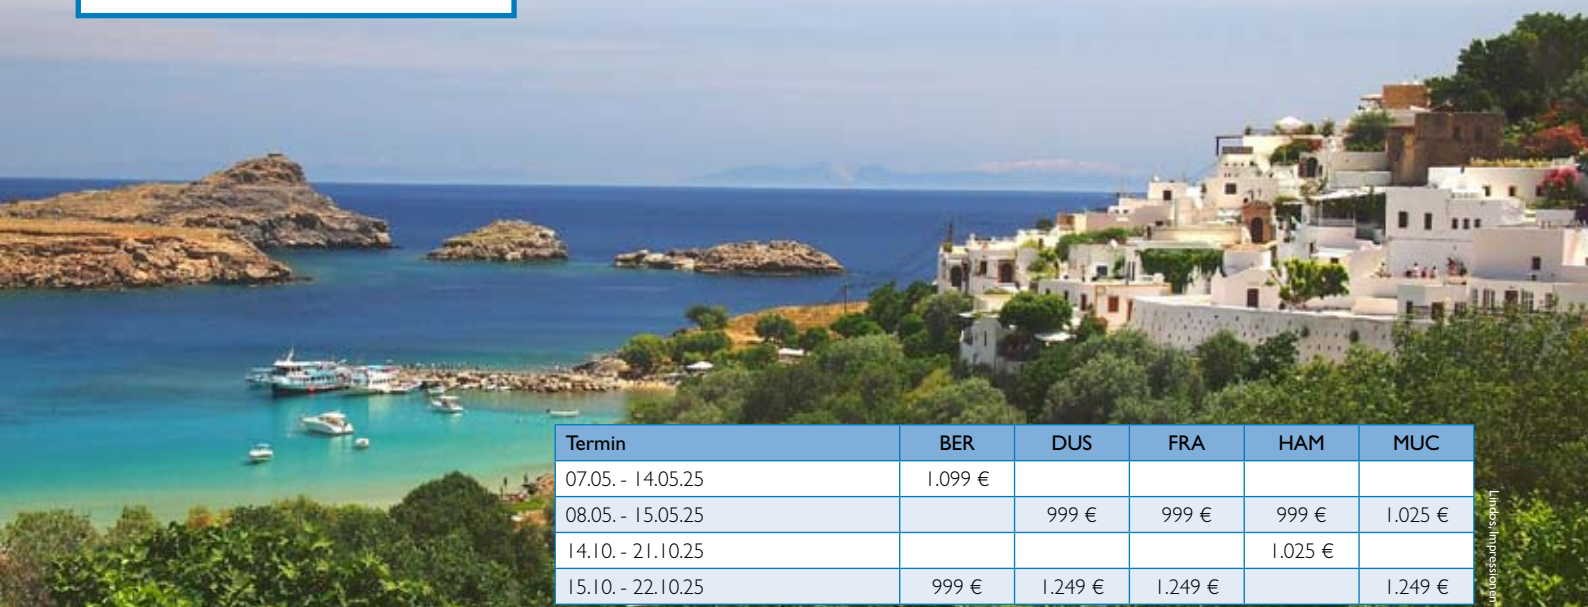 Termin BER DUS FRA HAM MUC
07.05. - 14.05.25 1.099 €
08.05. - 15.05.25 999 € 999 € 999 € 1.025 €
14.10. - 21.10.25 1.025 €
15.10. - 22.10.25 999 € 1.249 € 1.249 € 1.249 €
Lindos, Impressionen